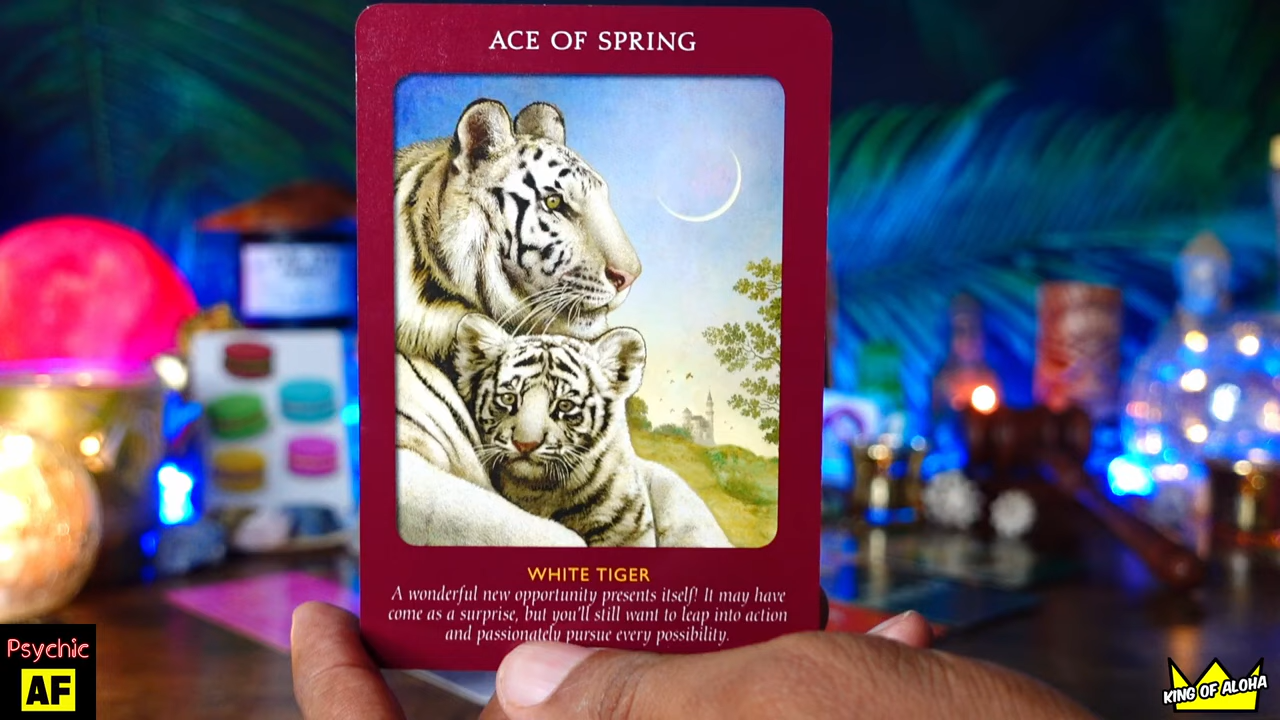 ACE OF SPRING
WHITE TIGER
A wonderful new opportunity presents itself! It may have
come as a surprise, but you'll still want to leap into action
and passionately pursue every possibility.
Psychic
AF
KING OF ALOHA